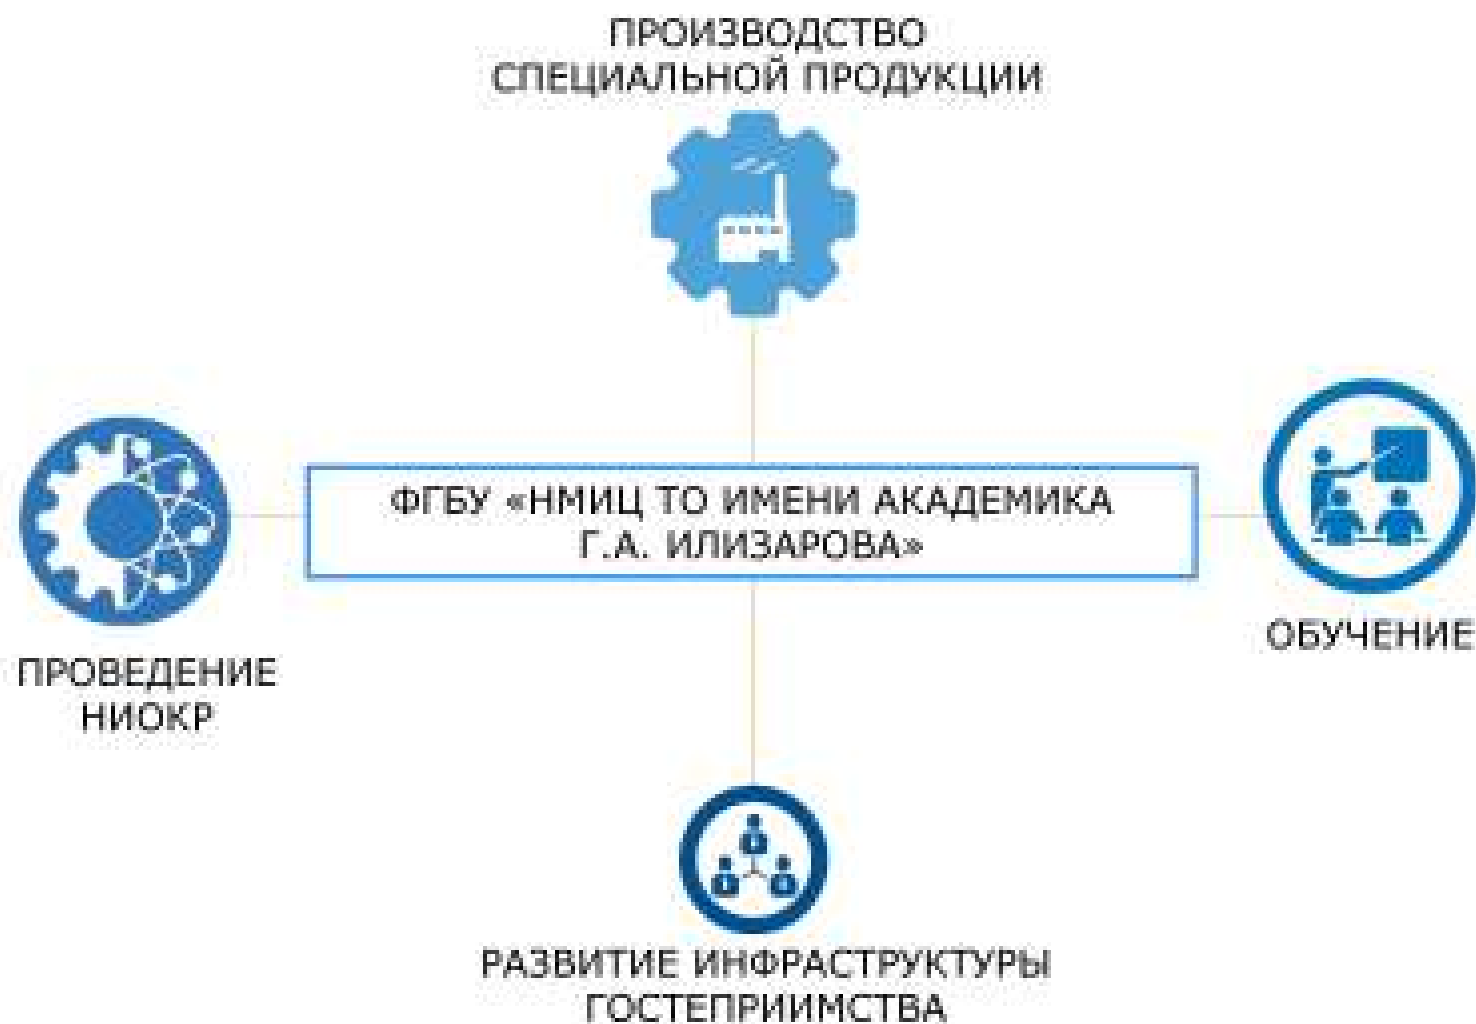 ПРОИЗВОДСТВО
СПЕЦИАЛЬНОЙ ПРОДУКЦИИ
ФГБУ «НМИЦ ТО ИМЕНИ АКАДЕМИКА
Г.А. ИЛИЗАРОВА»
ПРОВЕДЕНИЕ
НИОКР
ОБУЧЕНИЕ
РАЗВИТИЕ ИНФРАСТРУКТУРЫ
ГОСТЕПРИИМСТВА